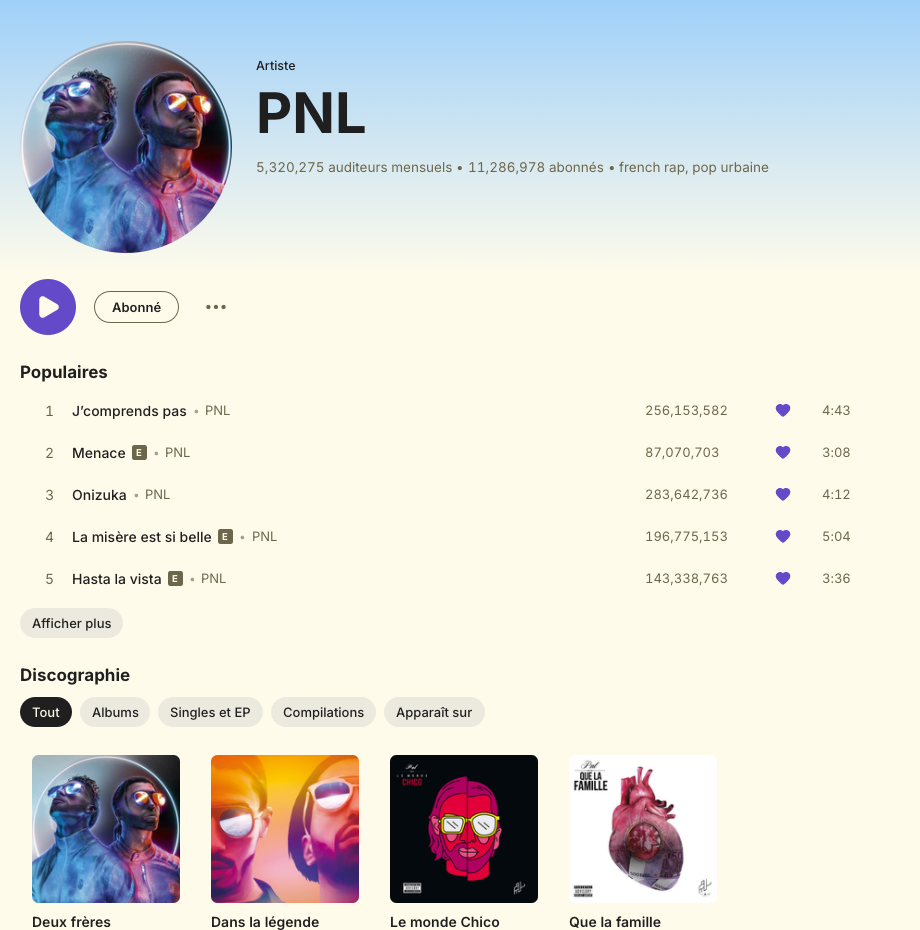 Artiste
PNL
5,320,275 auditeurs mensuels • 11,286,978 abonnés • french rap, pop urbaine
Abonné
Populaires
1 J'comprends pas • PNL 256,153,582 4:43
2 Menace E • PNL 87,070,703 3:08
3 Onizuka • PNL 283,642,736 4:12
4 La misère est si belle E • PNL 196,775,153 5:04
5 Hasta la vista E • PNL 143,338,763 3:36
Afficher plus
Discographie
Tout Albums Singles et EP Compilations Apparaît sur
Pnl
LE MONDE
CHICO
Pnl
QUE LA
FAMILLE
Deux frères Dans la légende Le monde Chico Que la famille